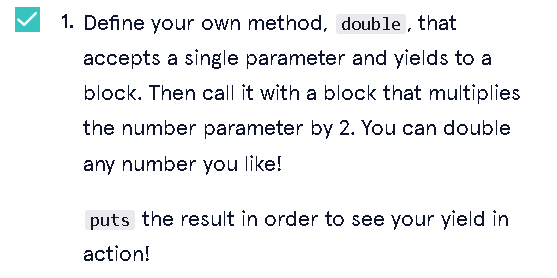 1. Define your own method, double, that
accepts a single parameter and yields to a
block. Then call it with a block that multiplies
the number parameter by 2. You can double
any number you like!
puts the result in order to see your yield in
action!